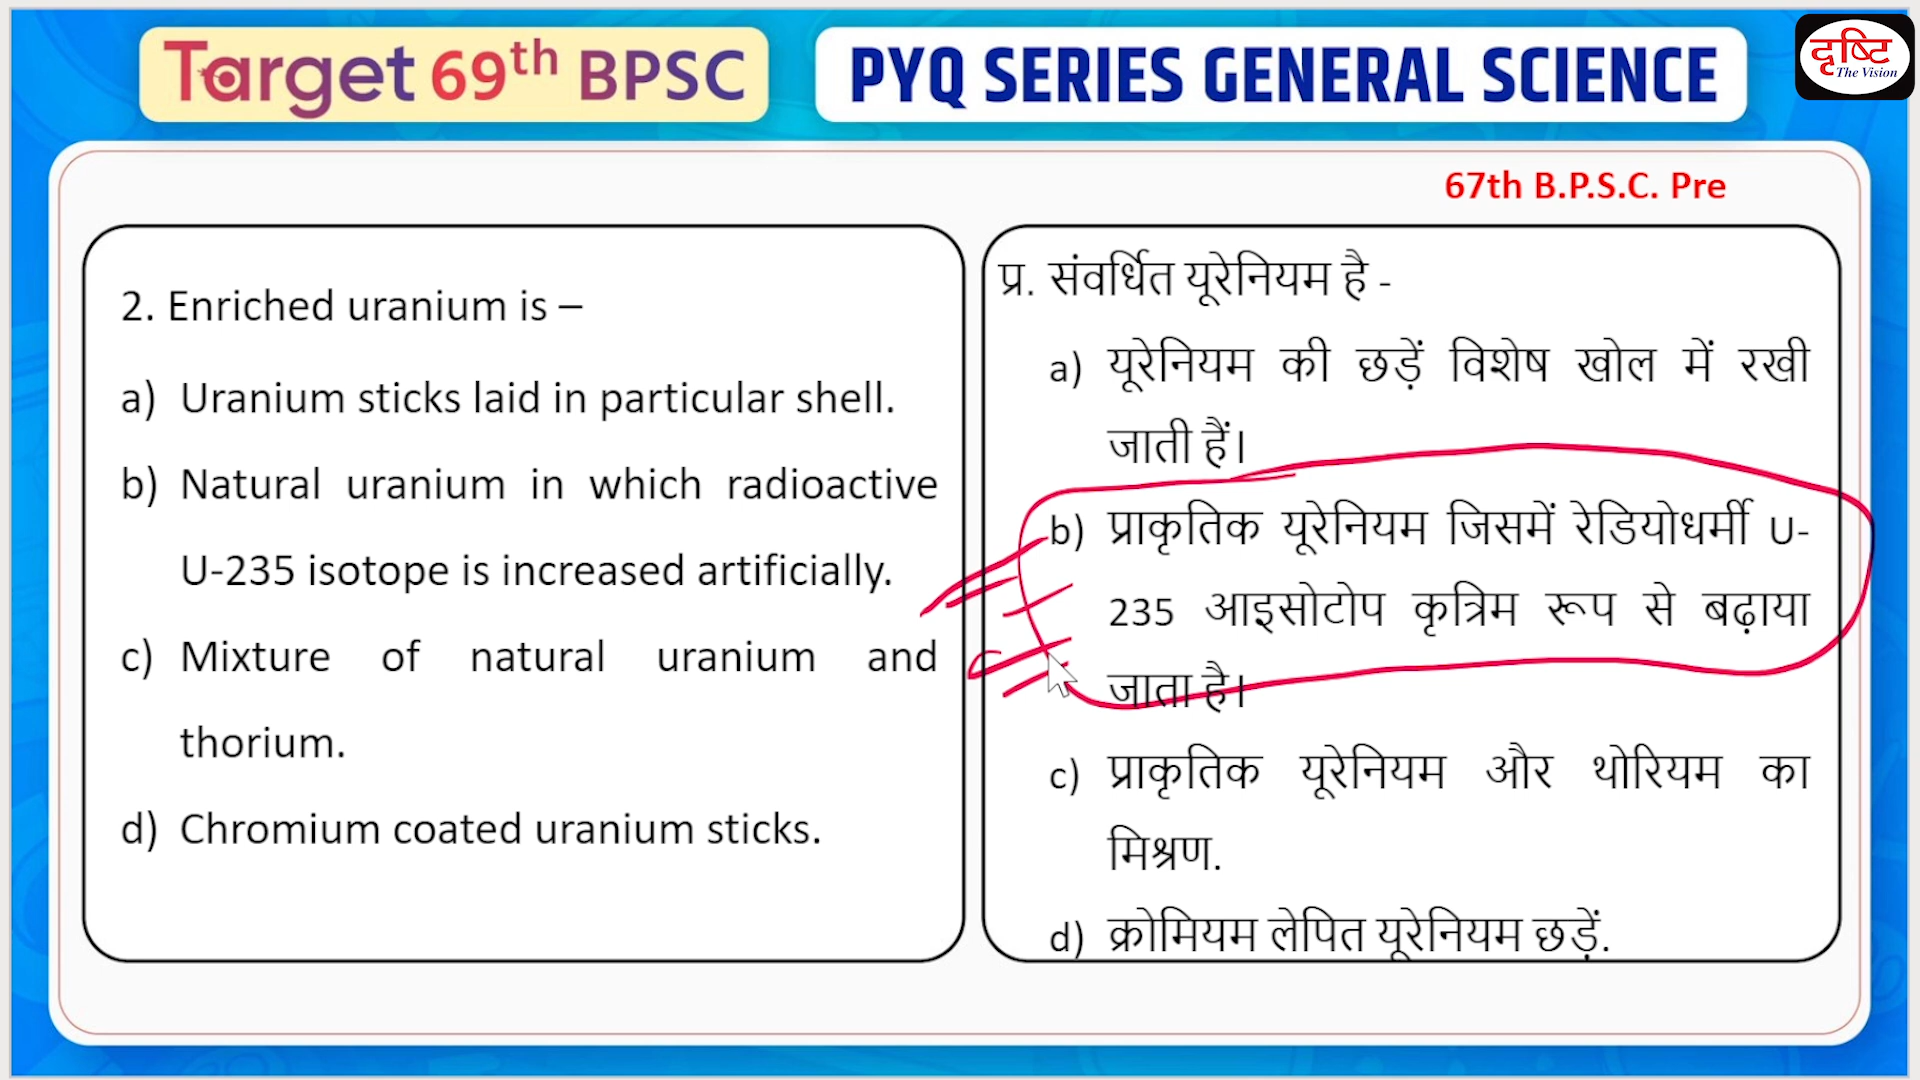 Target 69th BPSC
PYQ SERIES GENERAL SCIENCE
दृष्टि
The Vision
67th B.P.S.C. Pre
2. Enriched uranium is –
a) Uranium sticks laid in particular shell.
b) Natural uranium in which radioactive
U-235 isotope is increased artificially.
c) Mixture of natural uranium and
thorium.
d) Chromium coated uranium sticks.
प्र. संवर्धित यूरेनियम है -
a) यूरेनियम की छड़ें विशेष खोल में रखी
जाती हैं।
b) प्राकृतिक यूरेनियम जिसमें रेडियोधर्मी U-
235 आइसोटोप कृत्रिम रूप से बढ़ाया
जाता है।
c) प्राकृतिक यूरेनियम और थोरियम का
मिश्रण.
d) क्रोमियम लेपित यूरेनियम छड़ें.